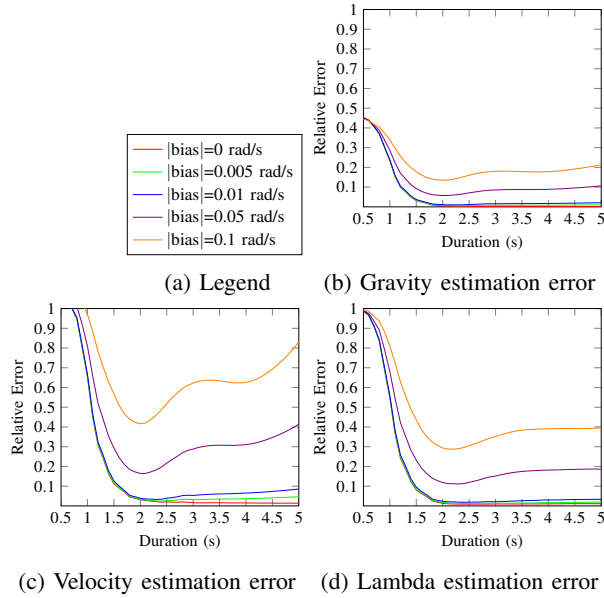 1
0.9
0.8
0.7
0.6
0.5
0.4
0.3
0.2
0.1
Relative Error
0.5 1 1.5 2 2.5 3 3.5 4 4.5 5
Duration (s)
|bias|=0 rad/s
|bias|=0.005 rad/s
|bias|=0.01 rad/s
|bias|=0.05 rad/s
|bias|=0.1 rad/s
(a) Legend
(b) Gravity estimation error
1
0.9
0.8
0.7
0.6
0.5
0.4
0.3
0.2
0.1
Relative Error
0.5 1 1.5 2 2.5 3 3.5 4 4.5 5
Duration (s)
(c) Velocity estimation error
1
0.9
0.8
0.7
0.6
0.5
0.4
0.3
0.2
0.1
Relative Error
0.5 1 1.5 2 2.5 3 3.5 4 4.5 5
Duration (s)
(d) Lambda estimation error